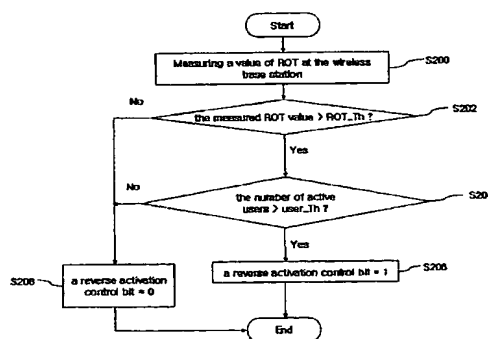 Start
Measuring a value of ROT at the wireless
base station
S200
No
the measured ROT value > ROT_Th ?
S202
Yes
No
the number of active
users > user_Th ?
S20
Yes
S208
a reverse activation
control bit = 0
a reverse activation control bit = 1
S206
End